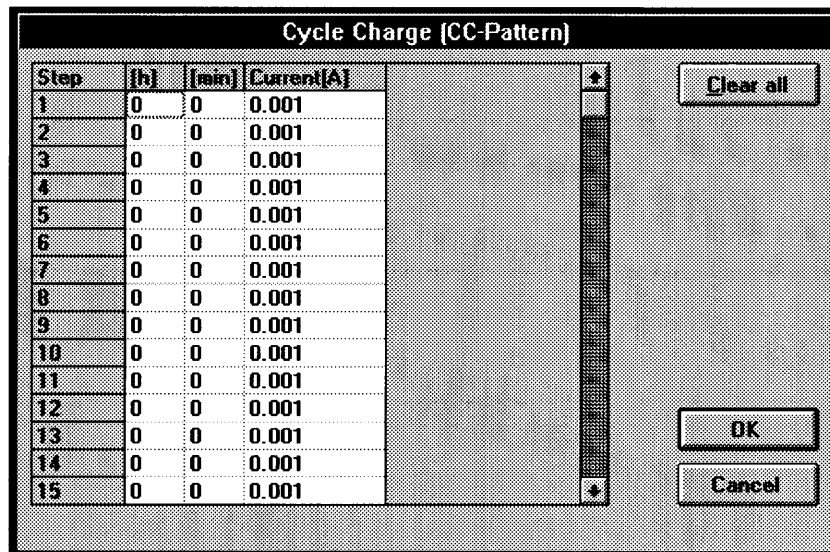 Cycle Charge (CC-Pattern)
Step [h] [min] Current[A]
Clear all
1 0 0 0.001
2 0 0 0.001
3 0 0 0.001
4 0 0 0.001
5 0 0 0.001
6 0 0 0.001
7 0 0 0.001
8 0 0 0.001
9 0 0 0.001
10 0 0 0.001
11 0 0 0.001
12 0 0 0.001
13 0 0 0.001
14 0 0 0.001
15 0 0 0.001
OK
Cancel